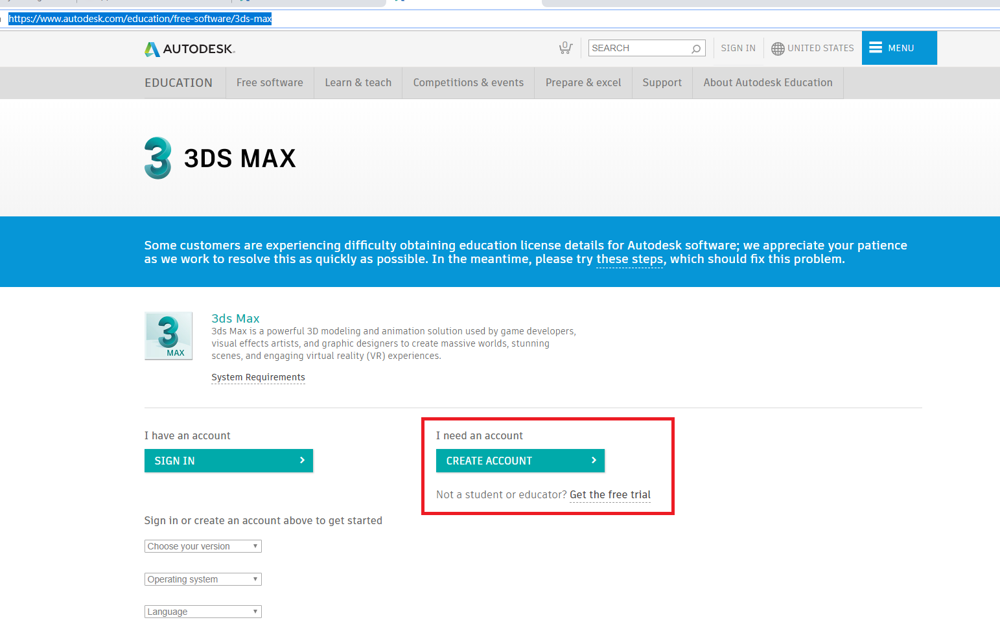 https://www.autodesk.com/education/free-software/3ds-max
AUTODESK.
0
SEARCH
SIGN IN
UNITED STATES
MENU
EDUCATION
Free software
Learn & teach
Competitions & events
Prepare & excel
Support
About Autodesk Education
3DS MAX
Some customers are experiencing difficulty obtaining education license details for Autodesk software; we appreciate your patience
as we work to resolve this as quickly as possible. In the meantime, please try these steps, which should fix this problem.
MAX
3ds Max
3ds Max is a powerful 3D modeling and animation solution used by game developers,
visual effects artists, and graphic designers to create massive worlds, stunning
scenes, and engaging virtual reality (VR) experiences.
System Requirements
I have an account
SIGN IN
I need an account
CREATE ACCOUNT
Not a student or educator? Get the free trial
Sign in or create an account above to get started
Choose your version
Operating system
Language